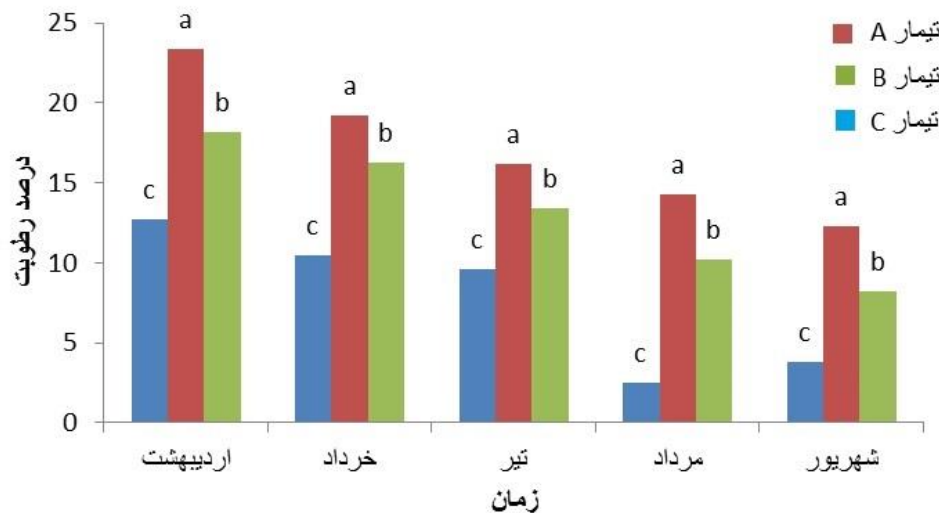 25
20
15
10
5
0
درصد رطوبت
a
b
c
a
b
c
a
b
c
a
b
c
a
b
c
تیمار A
تیمار B
تیمار C
اردیبهشت
خرداد
تیر
مرداد
شهریور
زمان